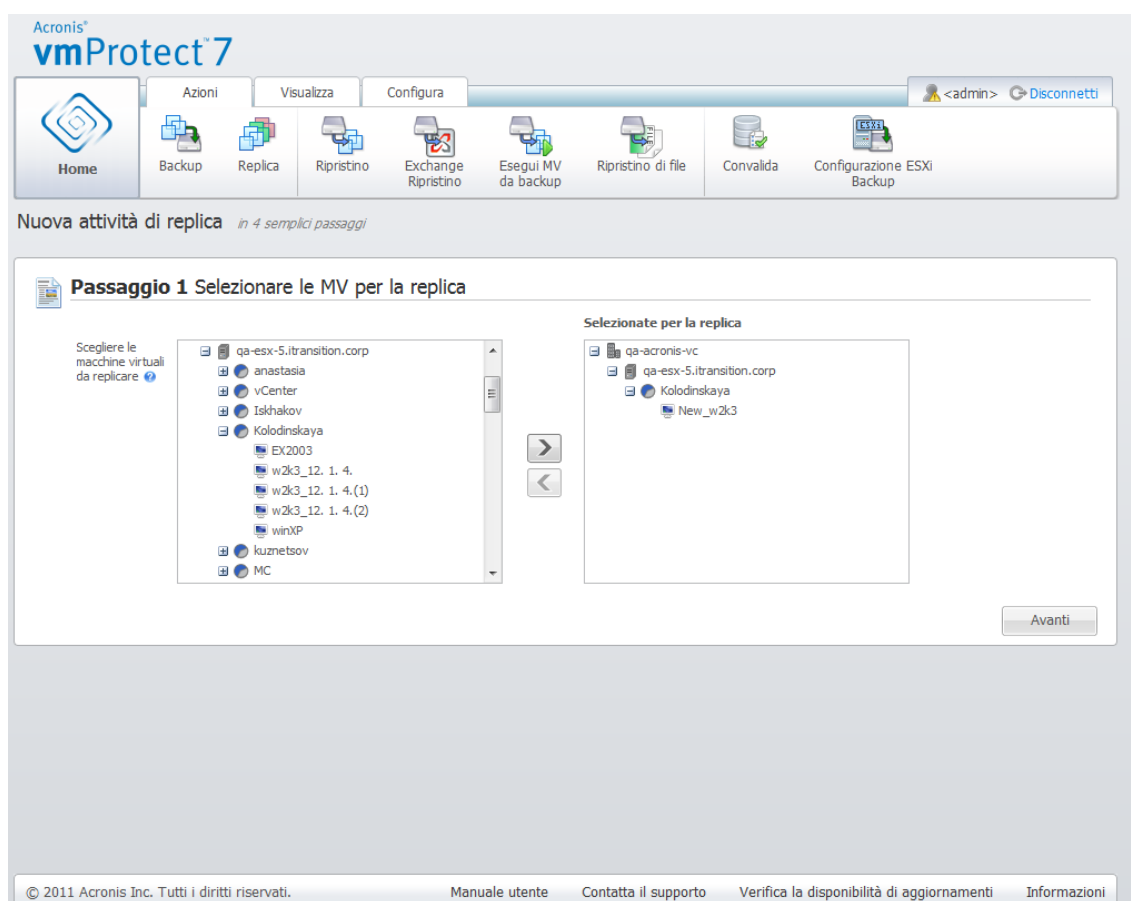 Acronis®
vmProtect™ 7
Azioni
Visualizza
Configura
<admin>
Disconnetti
Home
Backup
Replica
Ripristino
Exchange
Ripristino
Esegui MV
da backup
Ripristino di file
Convalida
ESXi
Configurazione ESXi
Backup
Nuova attività di replica in 4 semplici passaggi
Passaggio 1 Selezionare le MV per la replica
Scegliere le
macchine virtuali
da replicare
qa-esx-5.itransition.corp
anastasia
vCenter
Iskhakov
Kolodinskaya
EX2003
w2k3_12. 1. 4.
w2k3_12. 1. 4.(1)
w2k3_12. 1. 4.(2)
winXP
kuznetsov
MC
Selezionate per la replica
qa-acronis-vc
qa-esx-5.itransition.corp
Kolodinskaya
New_w2k3
Avanti
© 2011 Acronis Inc. Tutti i diritti riservati.
Manuale utente
Contatta il supporto
Verifica la disponibilità di aggiornamenti
Informazioni